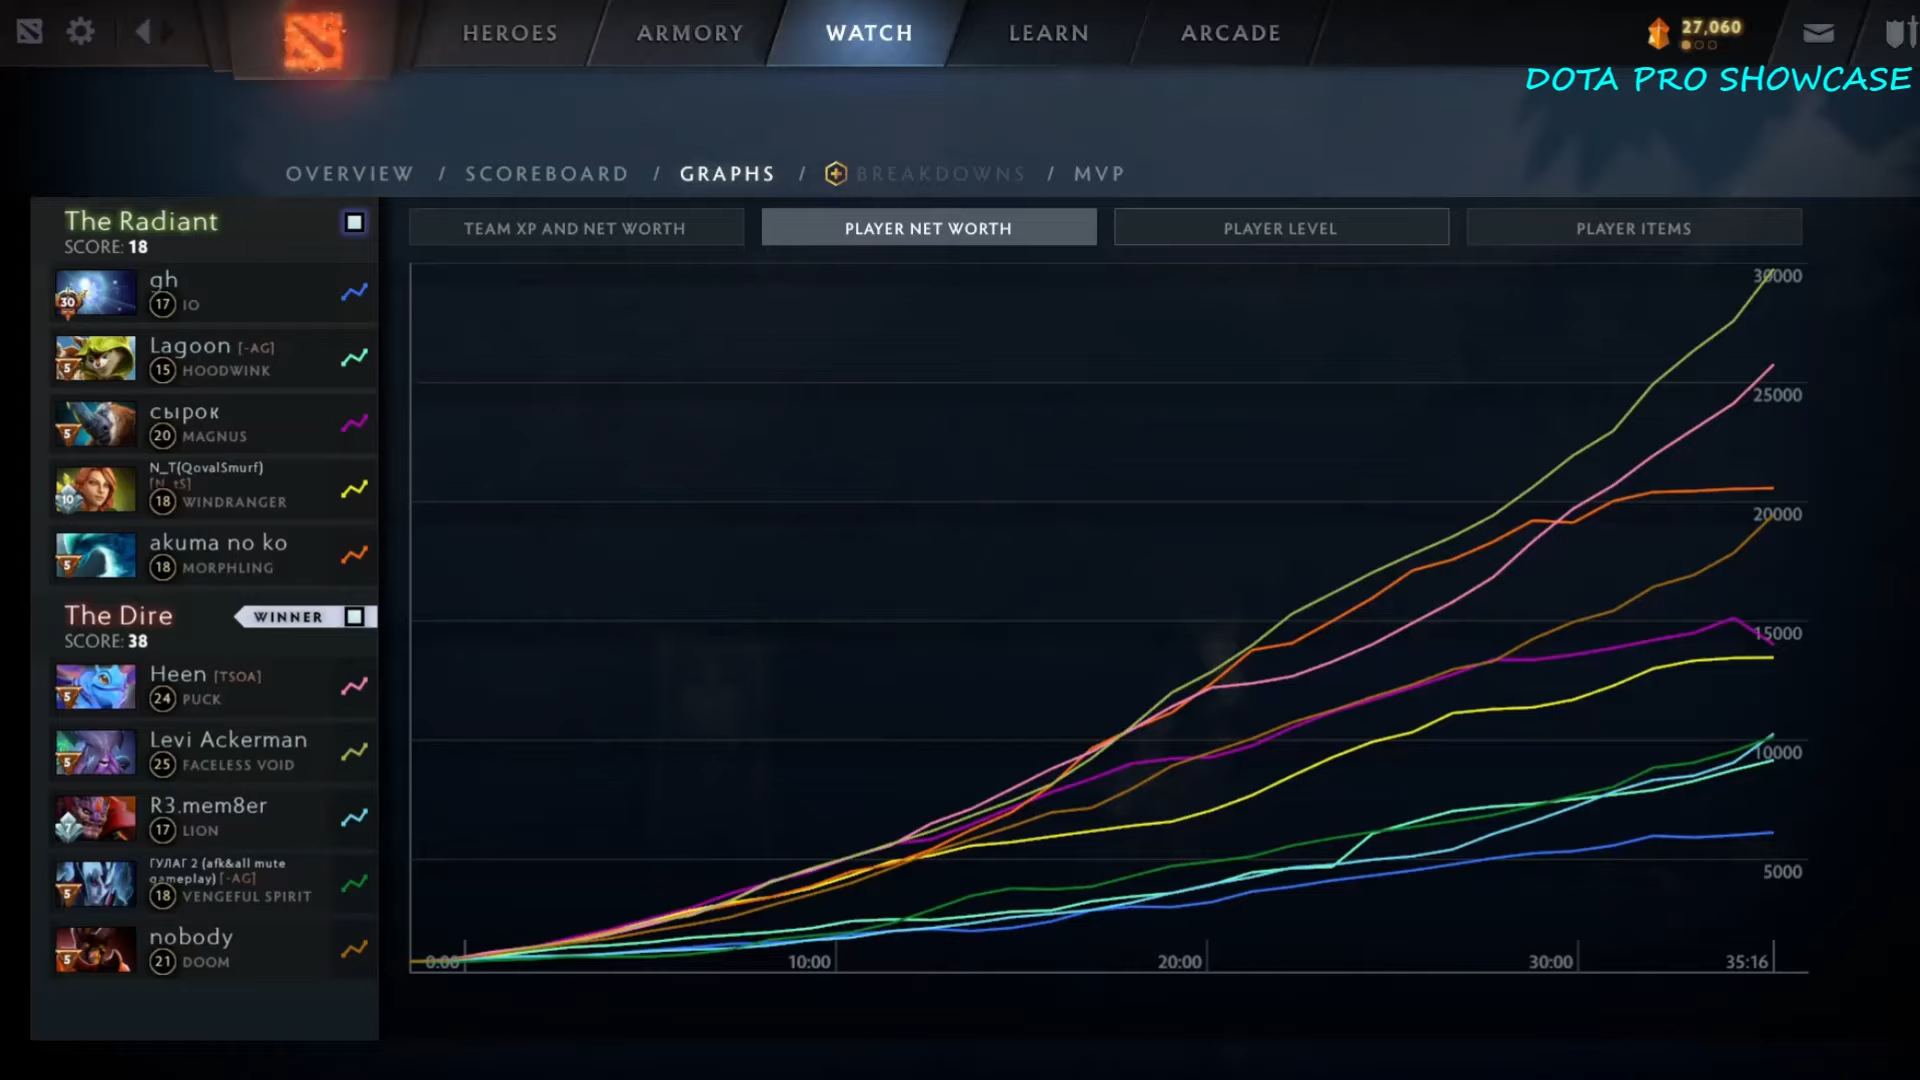 HEROES
ARMORY
WATCH
LEARN
ARCADE
27,060
DOTA PRO SHOWCASE
OVERVIEW / SCOREBOARD / GRAPHS / BREAKDOWNS / MVP
The Radiant
SCORE: 18
TEAM XP AND NET WORTH
PLAYER NET WORTH
PLAYER LEVEL
PLAYER ITEMS
30 gh
17 IO
Lagoon [-AG]
5 15 HOODWINK
сырок
5 20 MAGNUS
N_T(QovalSmurf)
[N_tS]
10 18 WINDRANGER
akuma no ko
5 18 MORPHLING
The Dire
WINNER
SCORE: 38
Heen [TSOA]
5 24 PUCK
Levi Ackerman
5 25 FACELESS VOID
R3.mem8er
7 17 LION
ГУЛАГ 2 (afk&all mute
gameplay) [-AG]
5 18 VENGEFUL SPIRIT
nobody
5 21 DOOM
30000
25000
20000
15000
10000
5000
0:00
10:00
20:00
30:00
35:16